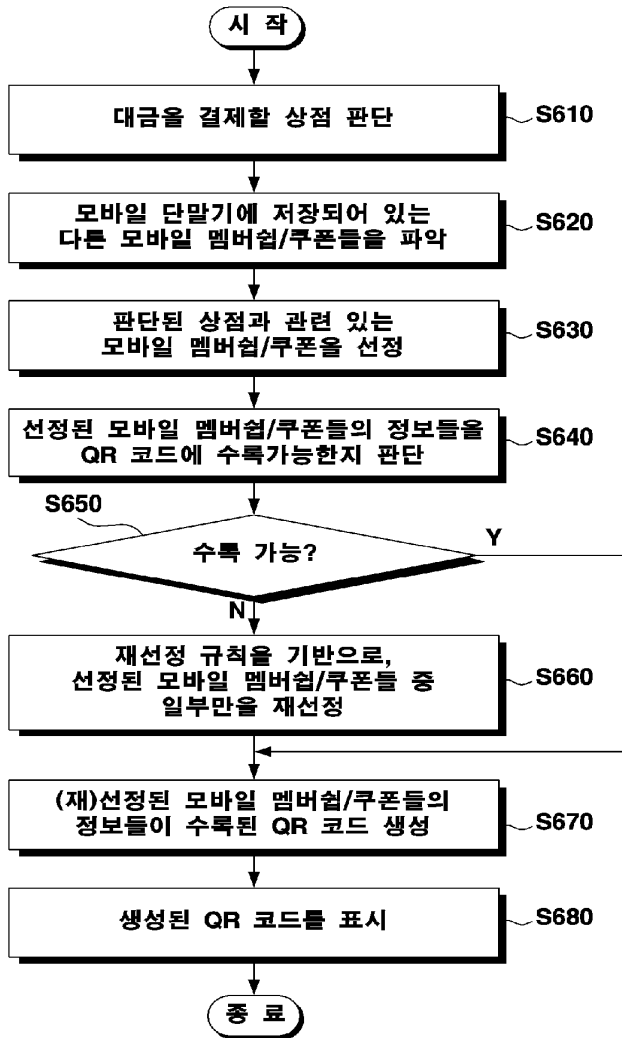 시 작
대금을 결제할 상점 판단
S610
모바일 단말기에 저장되어 있는
다른 모바일 멤버쉽/쿠폰들을 파악
S620
판단된 상점과 관련 있는
모바일 멤버쉽/쿠폰을 선정
S630
선정된 모바일 멤버쉽/쿠폰들의 정보들을
QR 코드에 수록가능한지 판단
S640
S650
수록 가능?
Y
N
재선정 규칙을 기반으로,
선정된 모바일 멤버쉽/쿠폰들 중
일부만을 재선정
S660
(재)선정된 모바일 멤버쉽/쿠폰들의
정보들이 수록된 QR 코드 생성
S670
생성된 QR 코드를 표시
S680
종 료